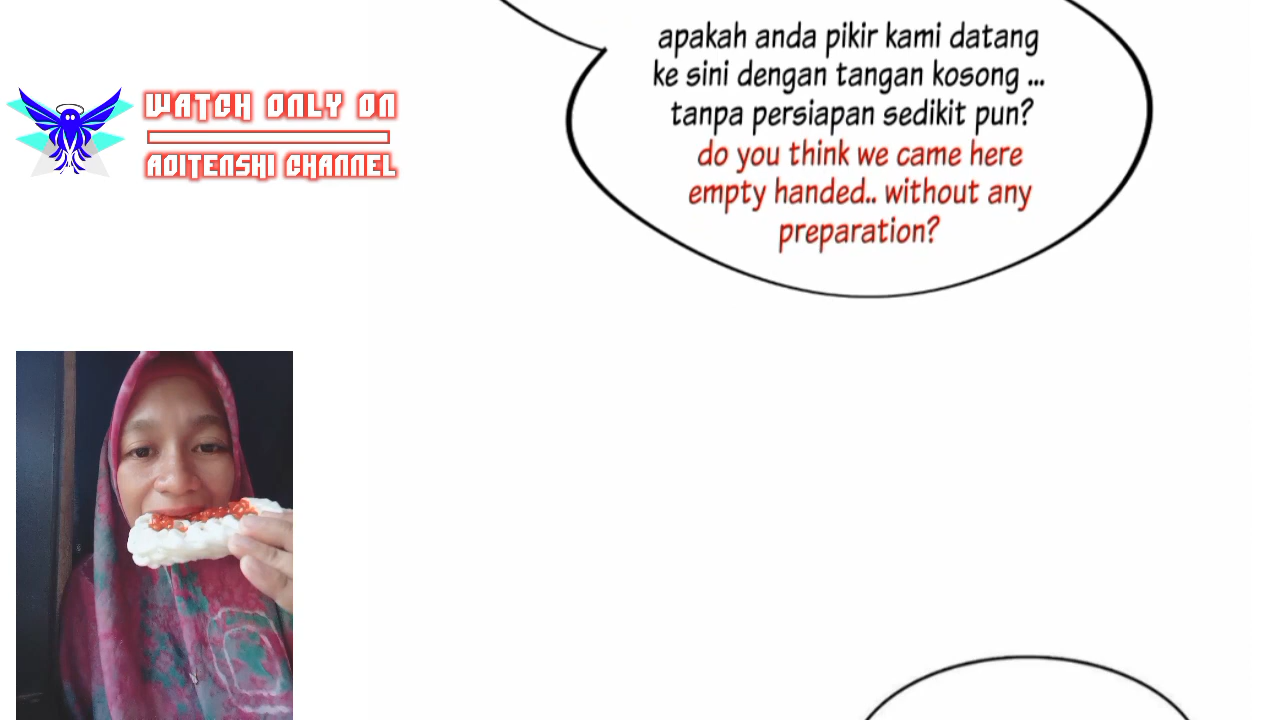 WATCH ONLY ON
AOITENSHI CHANNEL
apakah anda pikir kami datang
ke sini dengan tangan kosong ...
tanpa persiapan sedikit pun?
do you think we came here
empty handed.. without any
preparation?